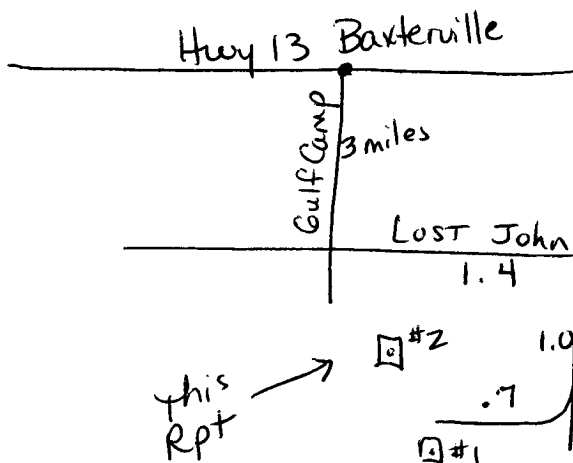 Hwy 13 Baxterville
Gulf Camp
3 miles
LOST John
1.4
#2
1.0
.7
This
Rpt
#1